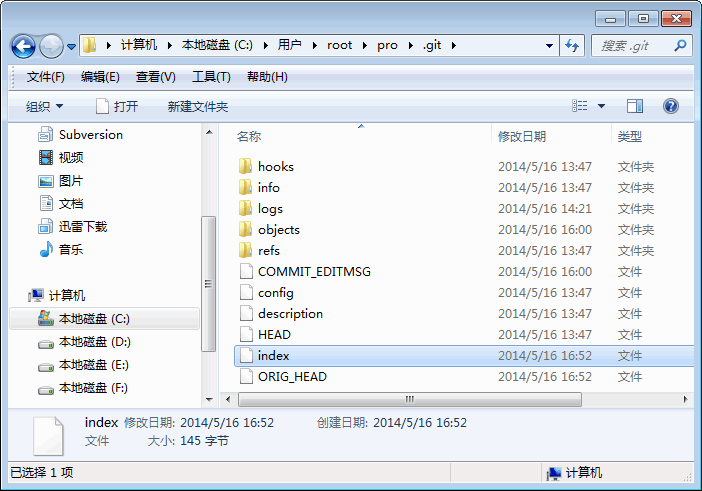 计算机 本地磁盘 (C:) 用户 root pro .git 搜索 .git
文件(F) 编辑(E) 查看(V) 工具(T) 帮助(H)
组织 打开 新建文件夹
Subversion
视频
图片
文档
迅雷下载
音乐
计算机
本地磁盘 (C:)
本地磁盘 (D:)
本地磁盘 (E:)
本地磁盘 (F:)
名称 修改日期 类型
hooks 2014/5/16 13:47 文件夹
info 2014/5/16 13:47 文件夹
logs 2014/5/16 14:21 文件夹
objects 2014/5/16 16:00 文件夹
refs 2014/5/16 13:47 文件夹
COMMIT_EDITMSG 2014/5/16 16:00 文件
config 2014/5/16 13:47 文件
description 2014/5/16 13:47 文件
HEAD 2014/5/16 13:47 文件
index 2014/5/16 16:52 文件
ORIG_HEAD 2014/5/16 16:52 文件
index 修改日期: 2014/5/16 16:52 创建日期: 2014/5/16 16:52
文件 大小: 145 字节
已选择 1 项 计算机